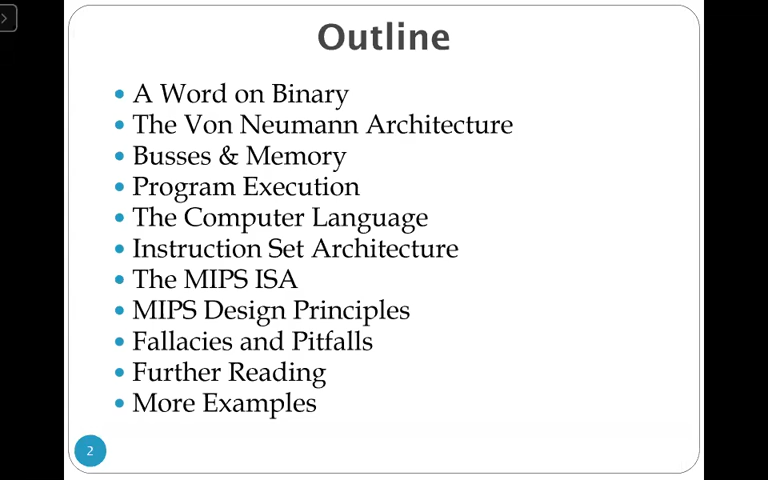 Outline
• A Word on Binary
• The Von Neumann Architecture
• Busses & Memory
• Program Execution
• The Computer Language
• Instruction Set Architecture
• The MIPS ISA
• MIPS Design Principles
• Fallacies and Pitfalls
• Further Reading
• More Examples
2